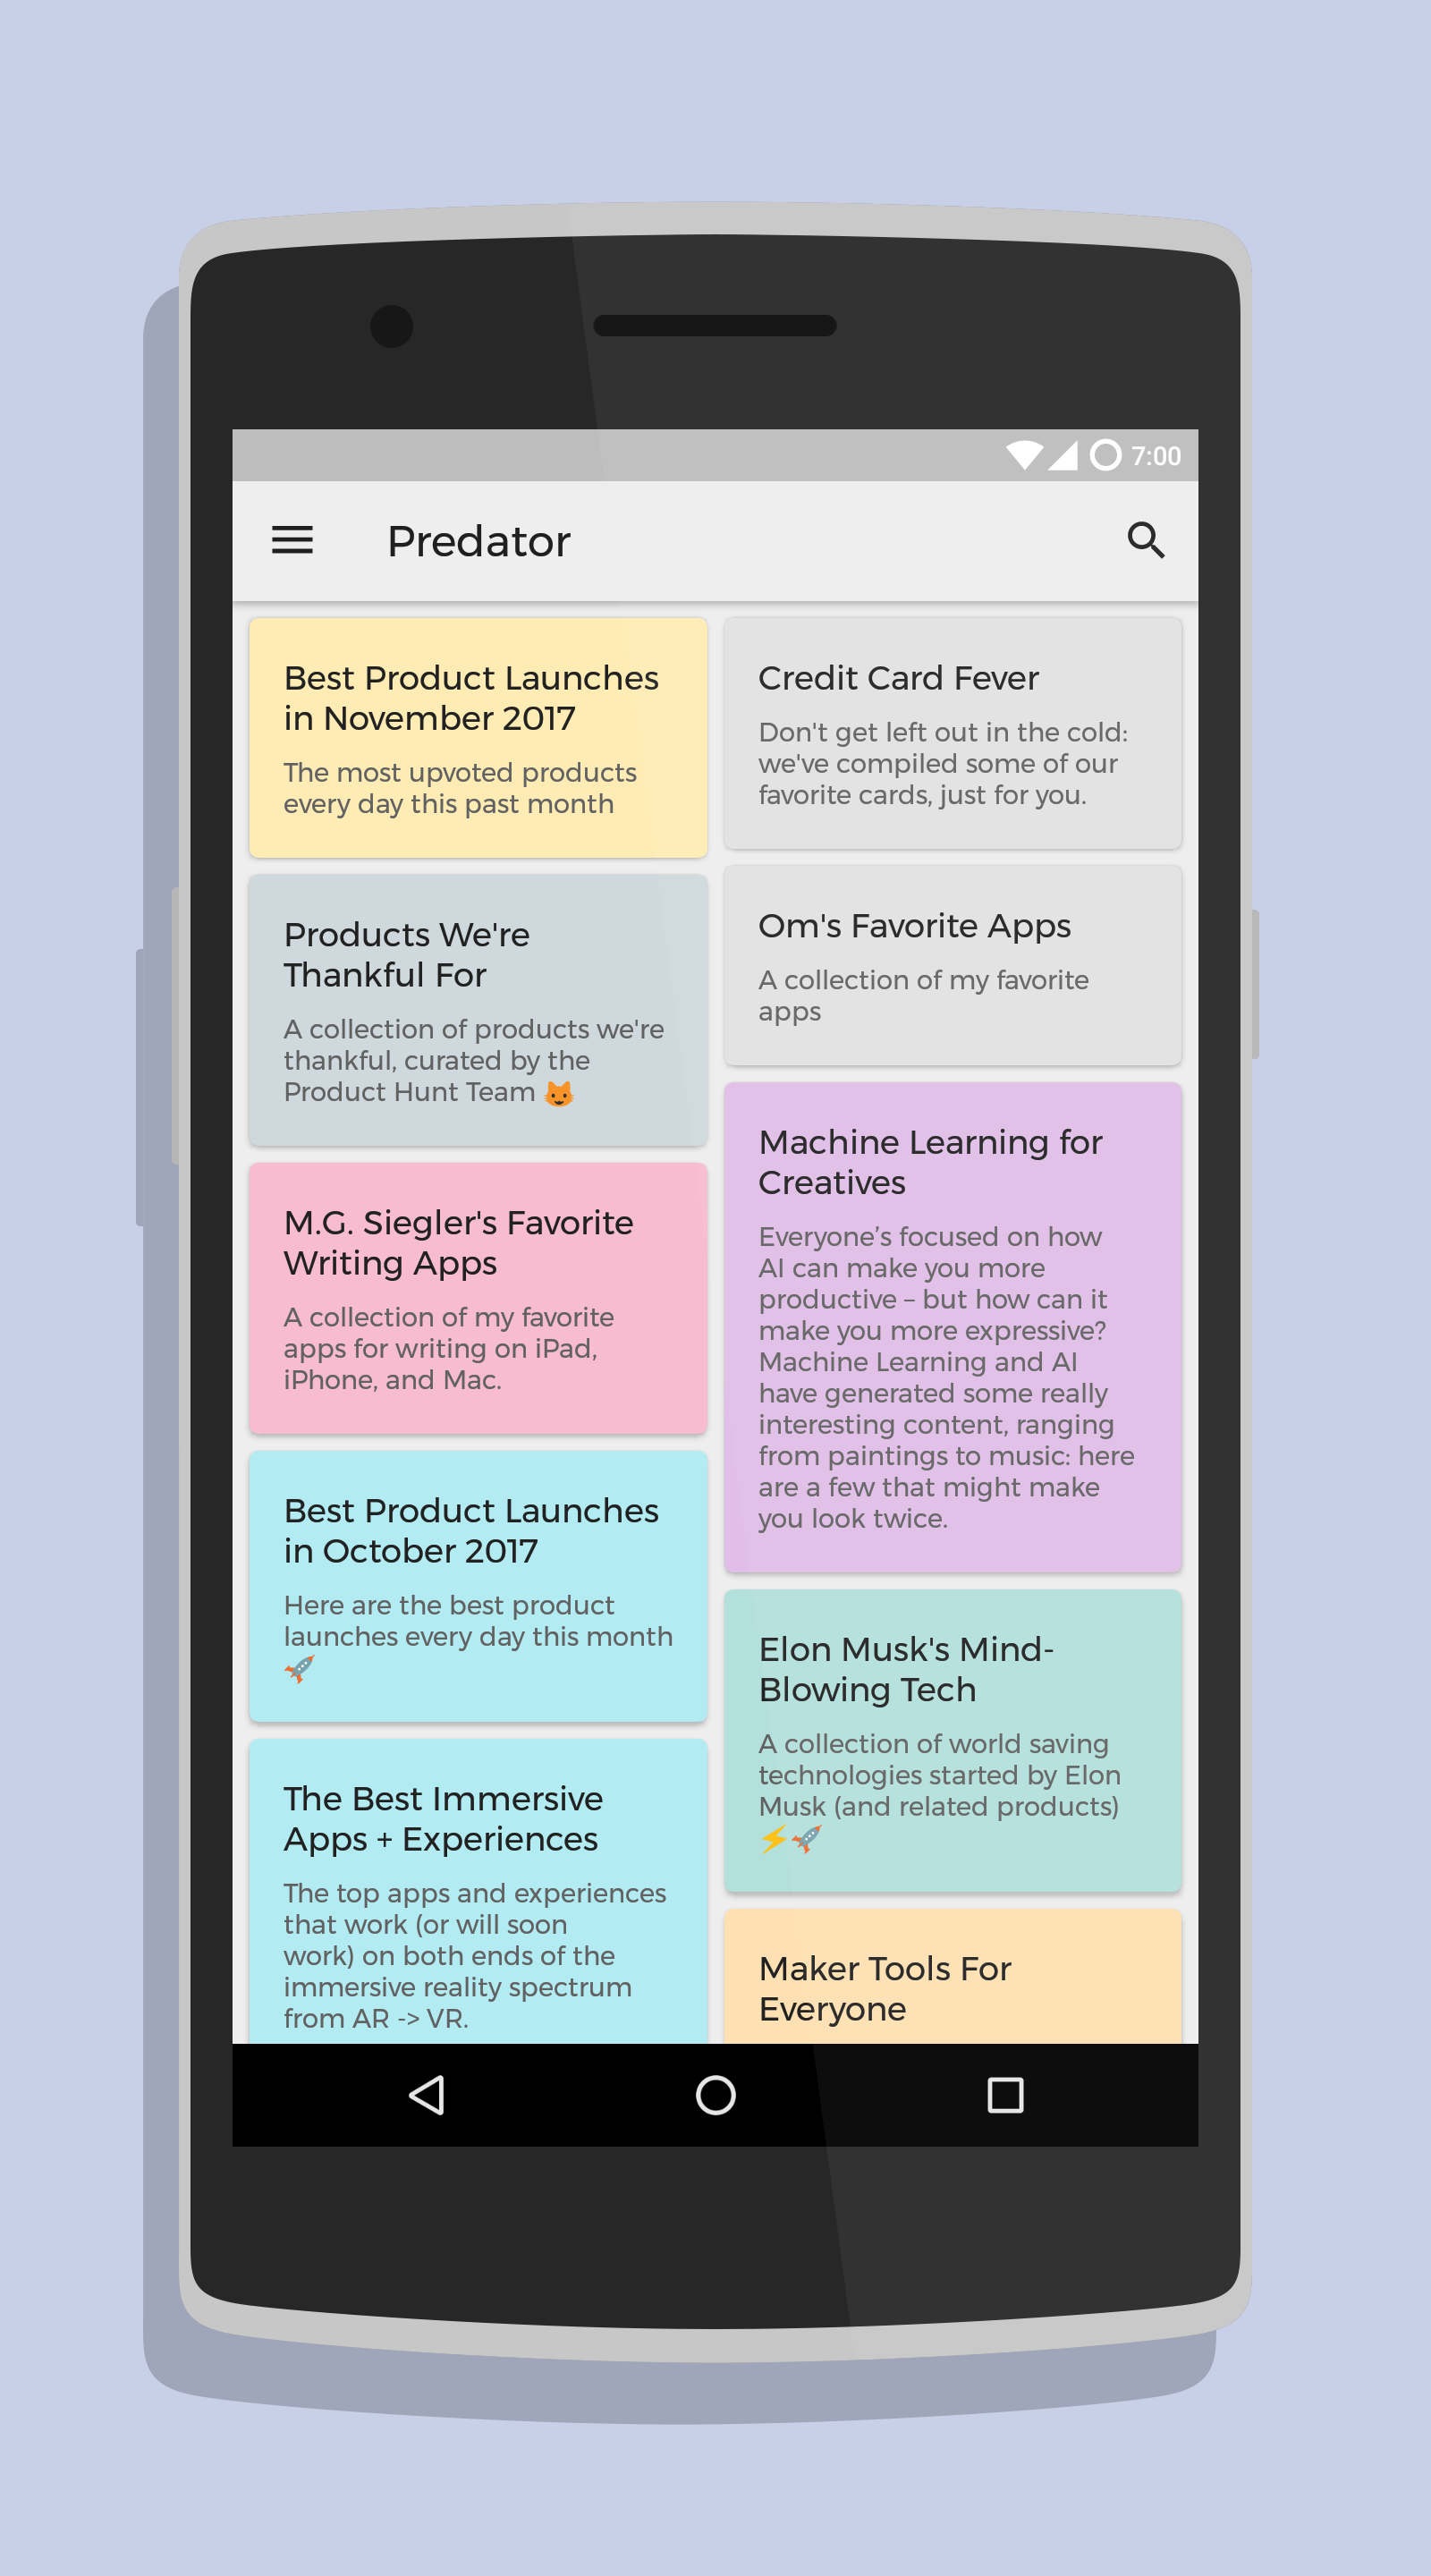 7:00
Predator
Best Product Launches
in November 2017
The most upvoted products
every day this past month
Products We're
Thankful For
A collection of products we're
thankful, curated by the
Product Hunt Team 😺
M.G. Siegler's Favorite
Writing Apps
A collection of my favorite
apps for writing on iPad,
iPhone, and Mac.
Best Product Launches
in October 2017
Here are the best product
launches every day this month
🚀
The Best Immersive
Apps + Experiences
The top apps and experiences
that work (or will soon
work) on both ends of the
immersive reality spectrum
from AR -> VR.
Credit Card Fever
Don't get left out in the cold:
we've compiled some of our
favorite cards, just for you.
Om's Favorite Apps
A collection of my favorite
apps
Machine Learning for
Creatives
Everyone’s focused on how
AI can make you more
productive – but how can it
make you more expressive?
Machine Learning and AI
have generated some really
interesting content, ranging
from paintings to music: here
are a few that might make
you look twice.
Elon Musk's Mind-
Blowing Tech
A collection of world saving
technologies started by Elon
Musk (and related products)
⚡🚀
Maker Tools For
Everyone